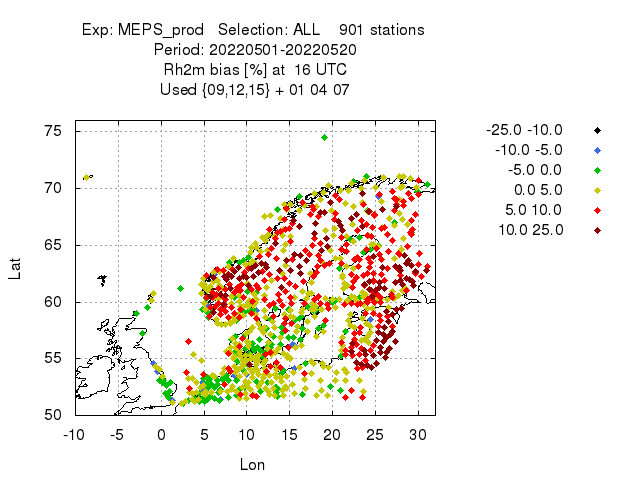 Exp: MEPS_prod   Selection: ALL    901 stations
Period: 20220501-20220520
Rh2m bias [%] at  16 UTC
Used {09,12,15} + 01 04 07
-25.0 -10.0
-10.0 -5.0
-5.0 0.0
0.0 5.0
5.0 10.0
10.0 25.0
75
70
65
60
55
50
Lat
-10 -5 0 5 10 15 20 25 30
Lon